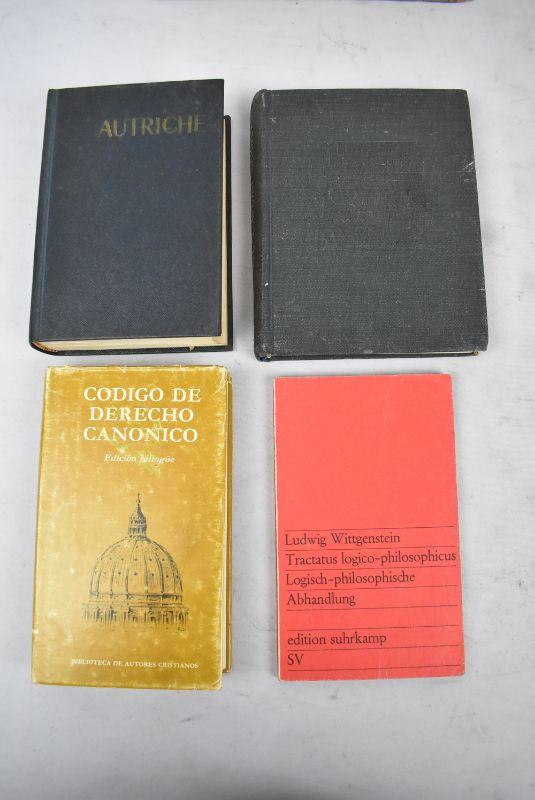 AUTRICHE
CODIGO DE
DERECHO
CANONICO
Edición bilingüe
BIBLIOTECA DE AUTORES CRISTIANOS
Ludwig Wittgenstein
Tractatus logico-philosophicus
Logisch-philosophische
Abhandlung
edition suhrkamp
SV